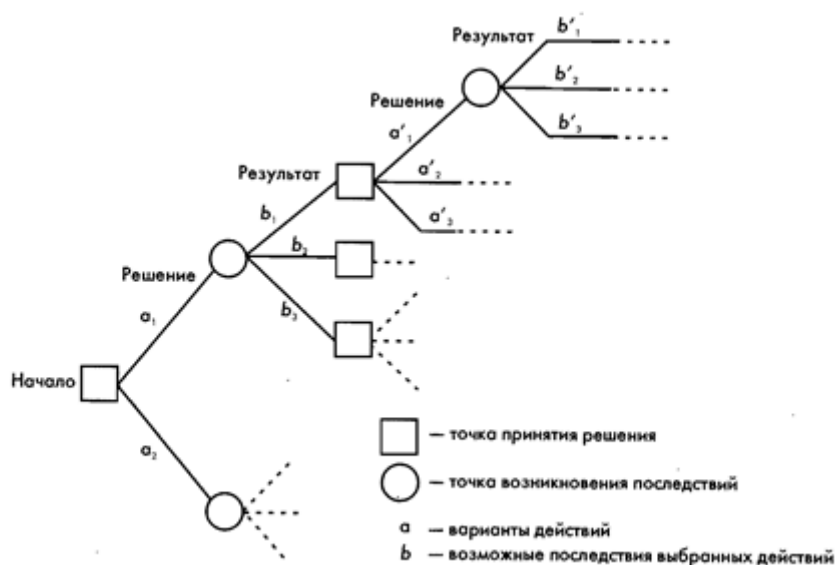 Результат b'₁
b'₂
Решение
b'₃
a'₁
Результат a'₂
a'₃
b₁
b₂
Решение
b₃
a₁
Начало
a₂
— точка принятия решения
— точка возникновения последствий
a — варианты действий
b — возможные последствия выбранных действий